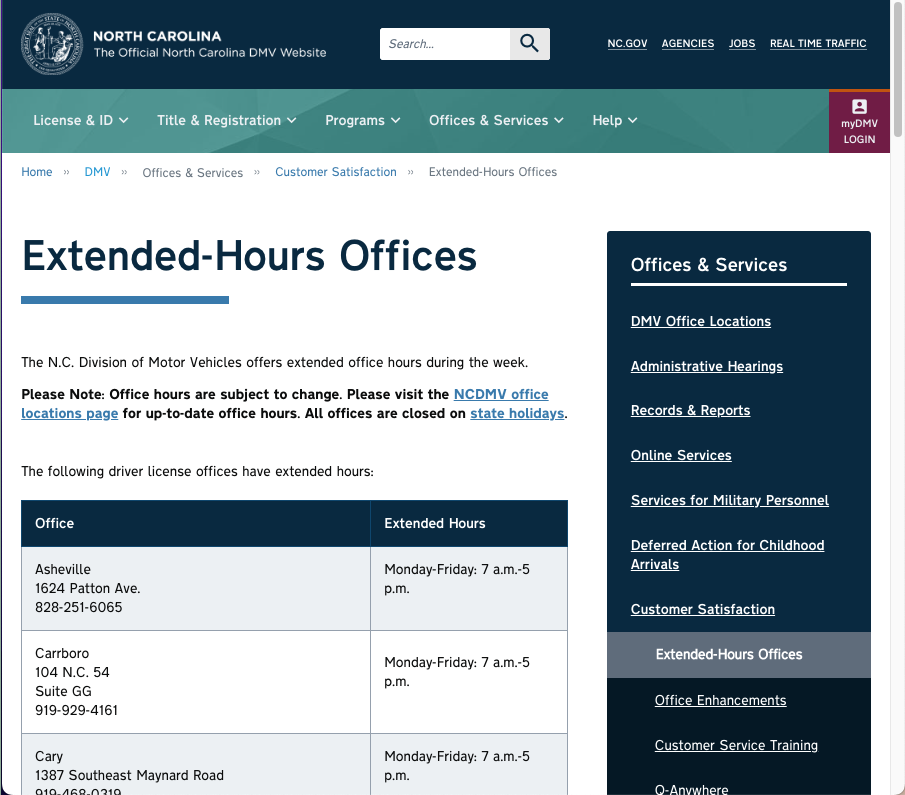 NORTH CAROLINA
The Official North Carolina DMV Website
Search...
NC.GOV AGENCIES JOBS REAL TIME TRAFFIC
License & ID Title & Registration Programs Offices & Services Help
myDMV
LOGIN
Home » DMV » Offices & Services » Customer Satisfaction » Extended-Hours Offices
Extended-Hours Offices
The N.C. Division of Motor Vehicles offers extended office hours during the week.
Please Note: Office hours are subject to change. Please visit the NCDMV office
locations page for up-to-date office hours. All offices are closed on state holidays.
The following driver license offices have extended hours:
Office Extended Hours
Asheville
1624 Patton Ave.
828-251-6065
Monday-Friday: 7 a.m.-5
p.m.
Carrboro
104 N.C. 54
Suite GG
919-929-4161
Monday-Friday: 7 a.m.-5
p.m.
Cary
1387 Southeast Maynard Road
919-468-0319
Monday-Friday: 7 a.m.-5
p.m.
Offices & Services
DMV Office Locations
Administrative Hearings
Records & Reports
Online Services
Services for Military Personnel
Deferred Action for Childhood
Arrivals
Customer Satisfaction
Extended-Hours Offices
Office Enhancements
Customer Service Training
Q-Anywhere